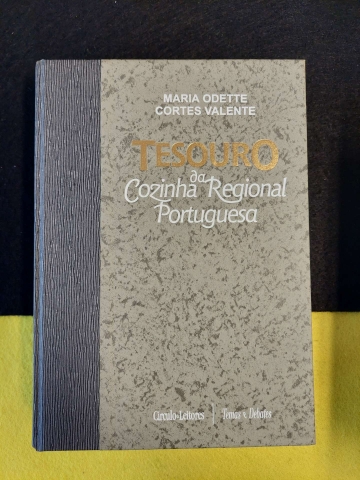 MARIA ODETTE
CORTES VALENTE
TESOURO
da
Cozinha Regional
Portuguesa
Círculo de Leitores | Temas e Debates